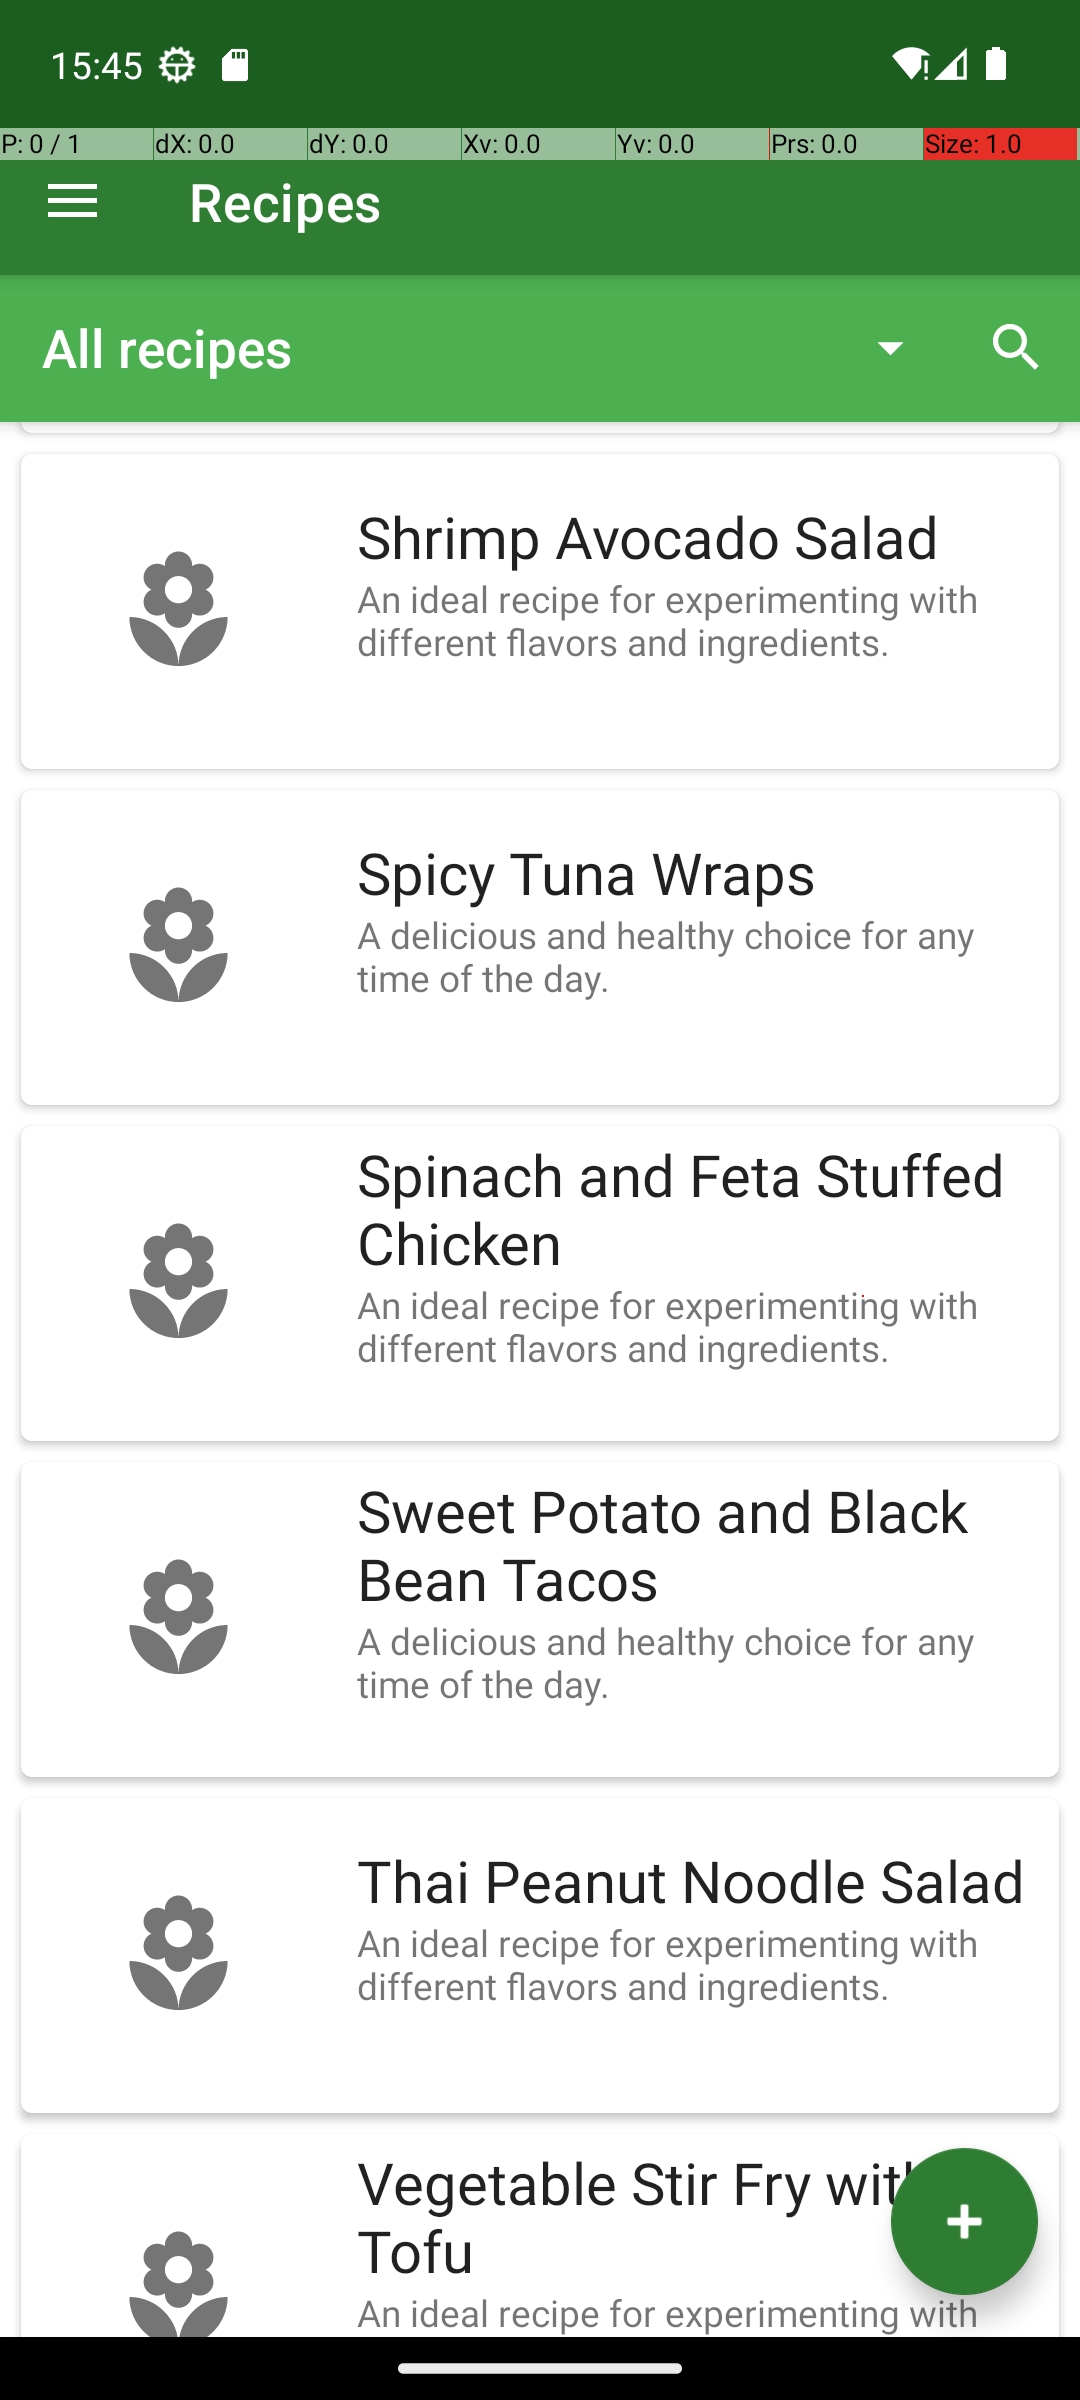 15:45
P: 0 / 1 dX: 0.0 dY: 0.0 Xv: 0.0 Yv: 0.0 Prs: 0.0 Size: 1.0
Recipes
All recipes
Shrimp Avocado Salad
An ideal recipe for experimenting with
different flavors and ingredients.
Spicy Tuna Wraps
A delicious and healthy choice for any
time of the day.
Spinach and Feta Stuffed
Chicken
An ideal recipe for experimenting with
different flavors and ingredients.
Sweet Potato and Black
Bean Tacos
A delicious and healthy choice for any
time of the day.
Thai Peanut Noodle Salad
An ideal recipe for experimenting with
different flavors and ingredients.
Vegetable Stir Fry with
Tofu
An ideal recipe for experimenting with